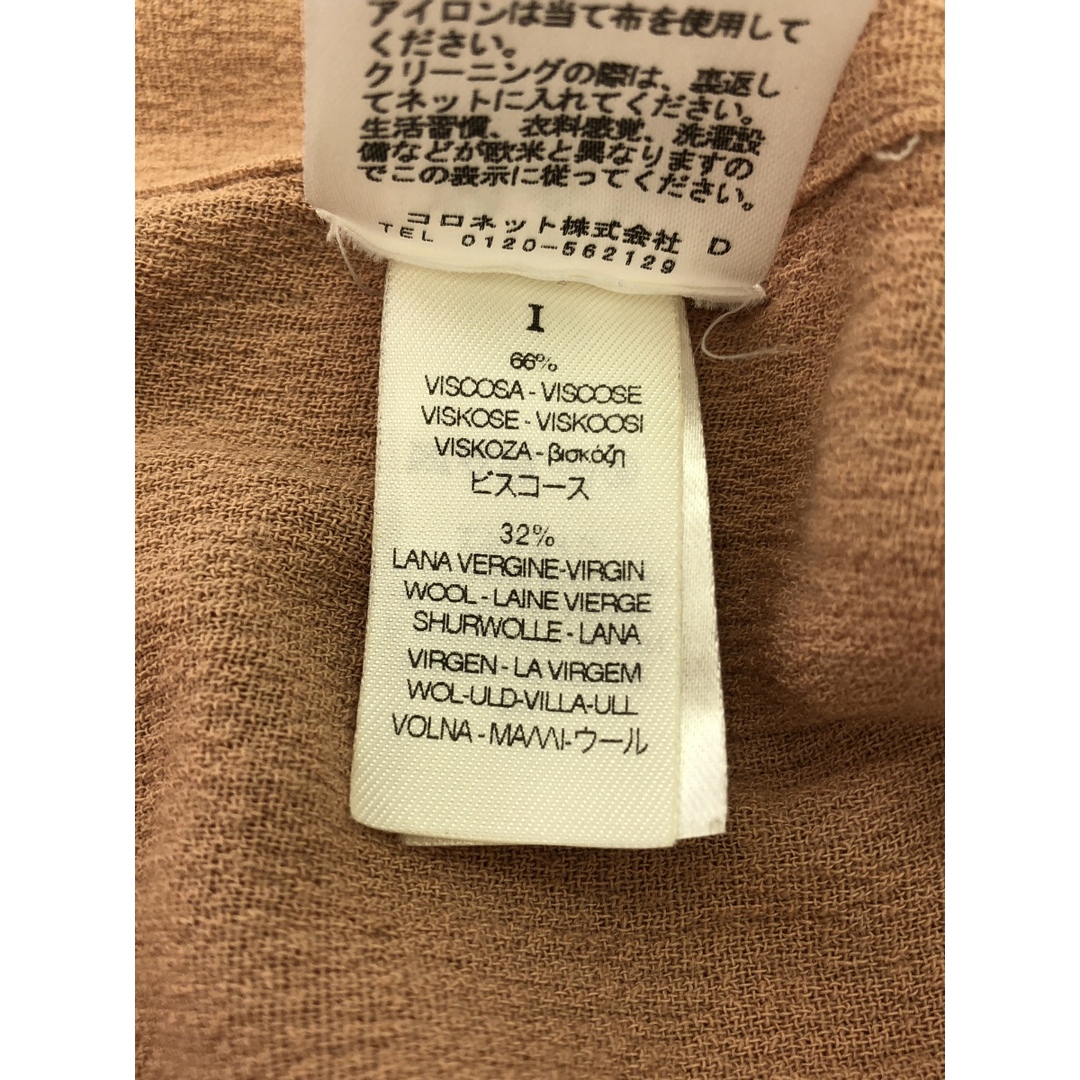 アイロンは当て布を使用して
ください。
クリーニングの際は、裏返し
てネットに入れてください。
生活習慣、衣料感覚、洗濯設
備などが欧米と異なりますの
でこの表示に従ってください。
コロネット株式会社 D
TEL 0120-562129
I
66%
VISCOSA - VISCOSE
VISKOSE - VISKOOSI
VISKOZA - βισκόζη
ビスコース
32%
LANA VERGINE-VIRGIN
WOOL - LAINE VIERGE
SHURWOLLE - LANA
VIRGEN - LA VIRGEM
WOL-ULD-VILLA-ULL
VOLNA - ΜΑΛΛΙ-ウール